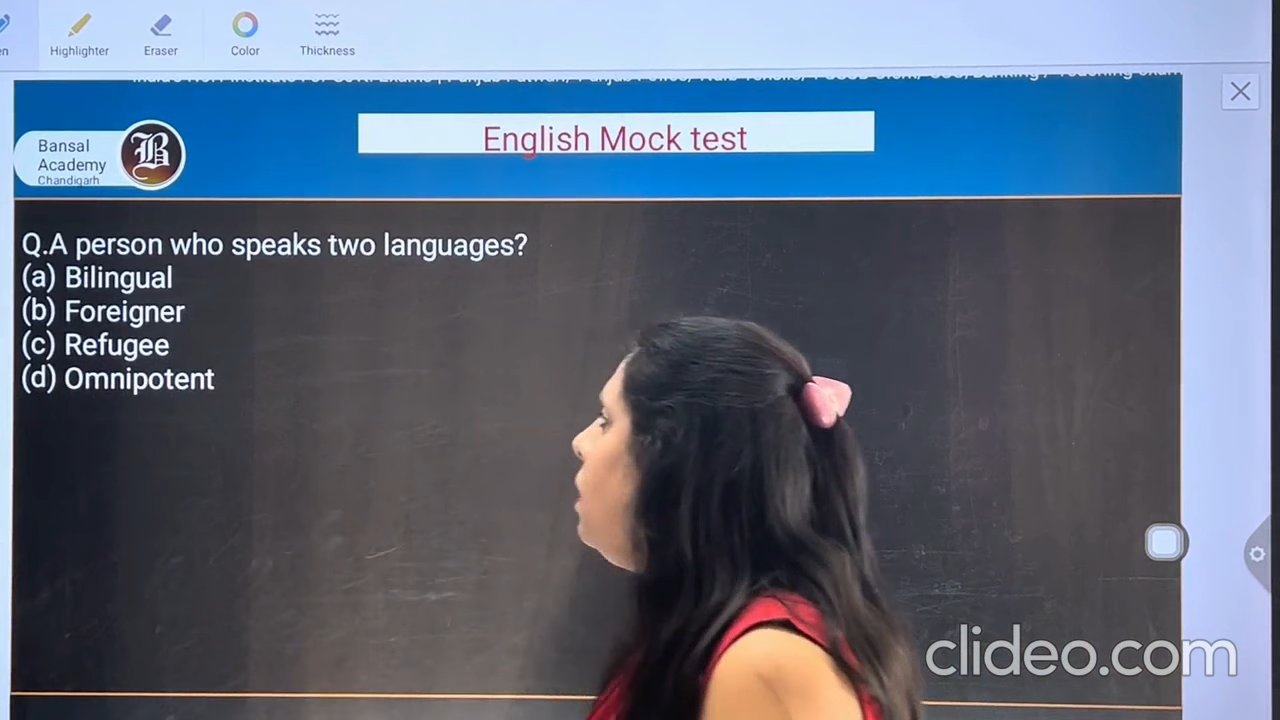 Highlighter
Eraser
Color
Thickness
English Mock test
Bansal
Academy
Chandigarh
B
Q.A person who speaks two languages?
(a) Bilingual
(b) Foreigner
(c) Refugee
(d) Omnipotent
clideo.com